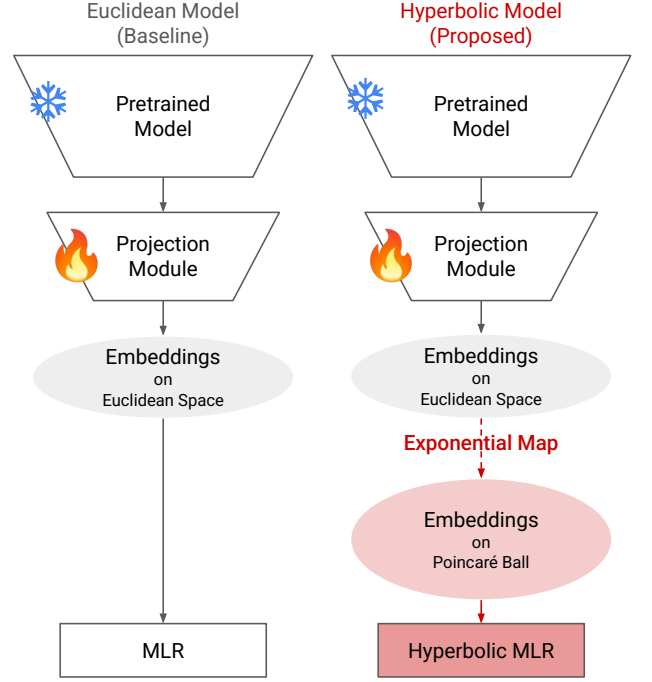 Euclidean Model
(Baseline)
Pretrained
Model
Projection
Module
Embeddings
on
Euclidean Space
MLR
Hyperbolic Model
(Proposed)
Pretrained
Model
Projection
Module
Embeddings
on
Euclidean Space
Exponential Map
Embeddings
on
Poincaré Ball
Hyperbolic MLR